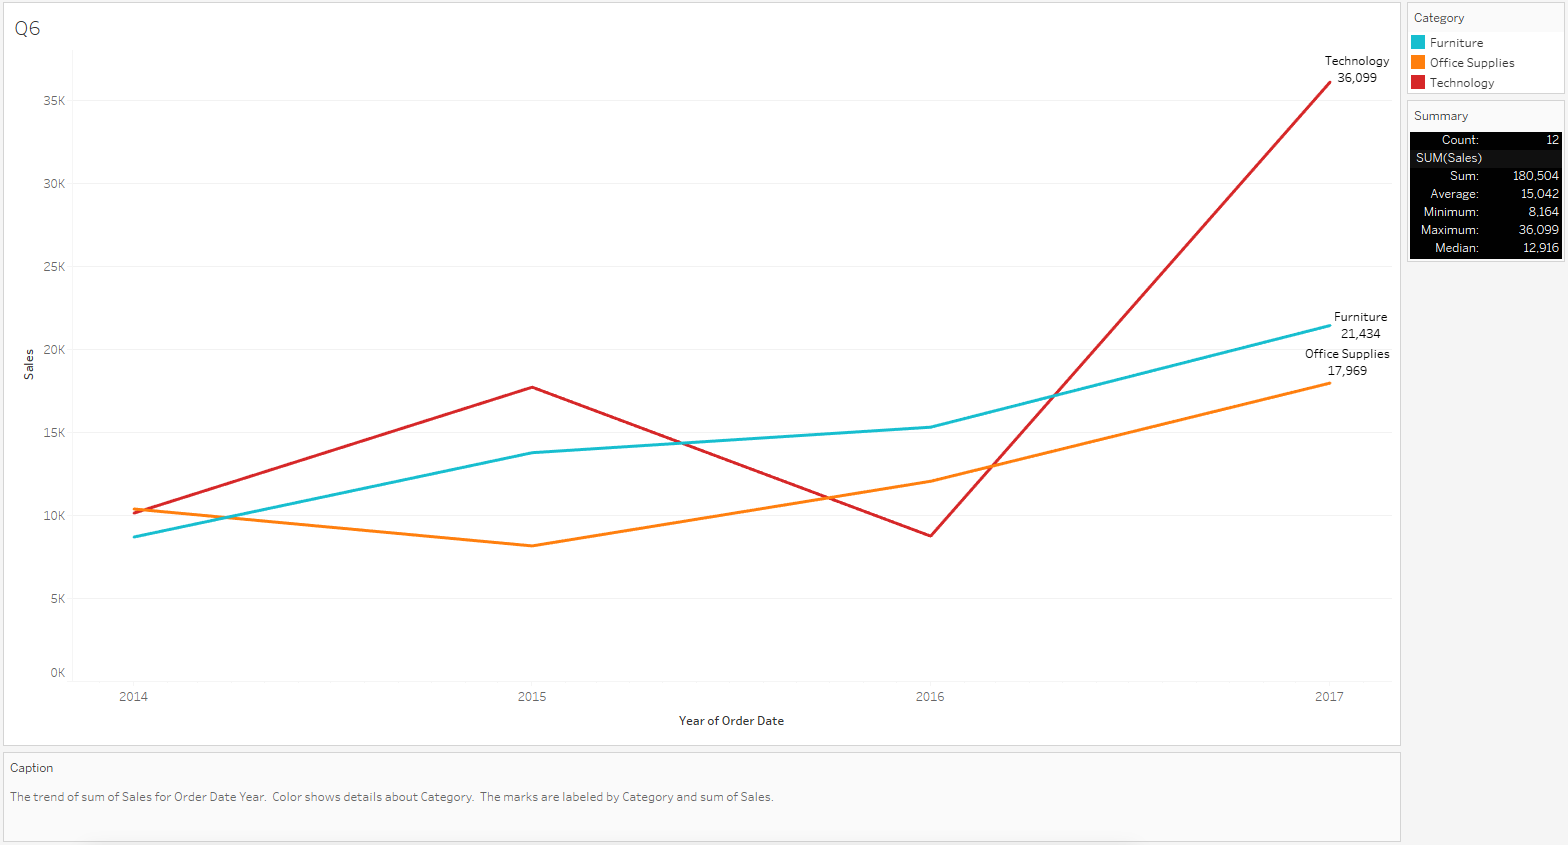 Q6
Technology
36,099
35K
30K
25K
Furniture
21,434
20K
Office Supplies
17,969
Sales
15K
10K
5K
0K
2014 2015 2016 2017
Year of Order Date
Category
Furniture
Office Supplies
Technology
Summary
Count: 12
SUM(Sales)
Sum: 180,504
Average: 15,042
Minimum: 8,164
Maximum: 36,099
Median: 12,916
Caption
The trend of sum of Sales for Order Date Year.  Color shows details about Category.  The marks are labeled by Category and sum of Sales.